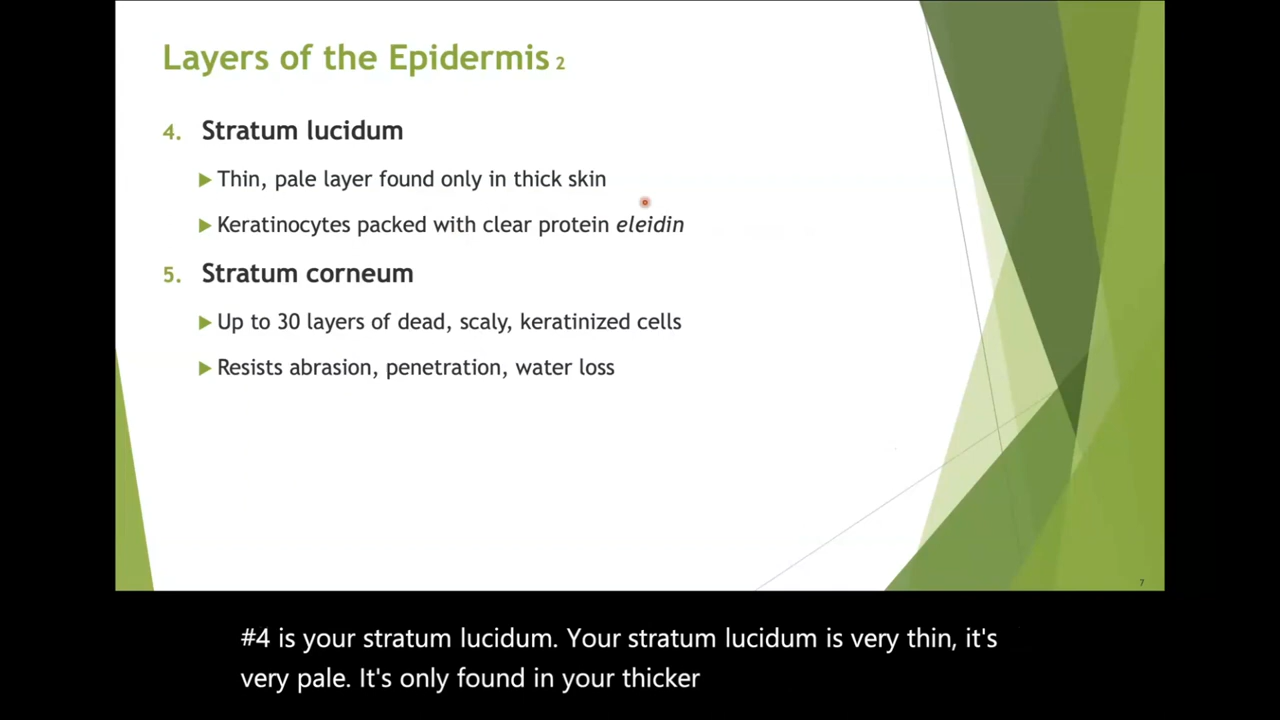 Layers of the Epidermis 2
4. Stratum lucidum
Thin, pale layer found only in thick skin
Keratinocytes packed with clear protein eleidin
5. Stratum corneum
Up to 30 layers of dead, scaly, keratinized cells
Resists abrasion, penetration, water loss
7
#4 is your stratum lucidum. Your stratum lucidum is very thin, it's
very pale. It's only found in your thicker